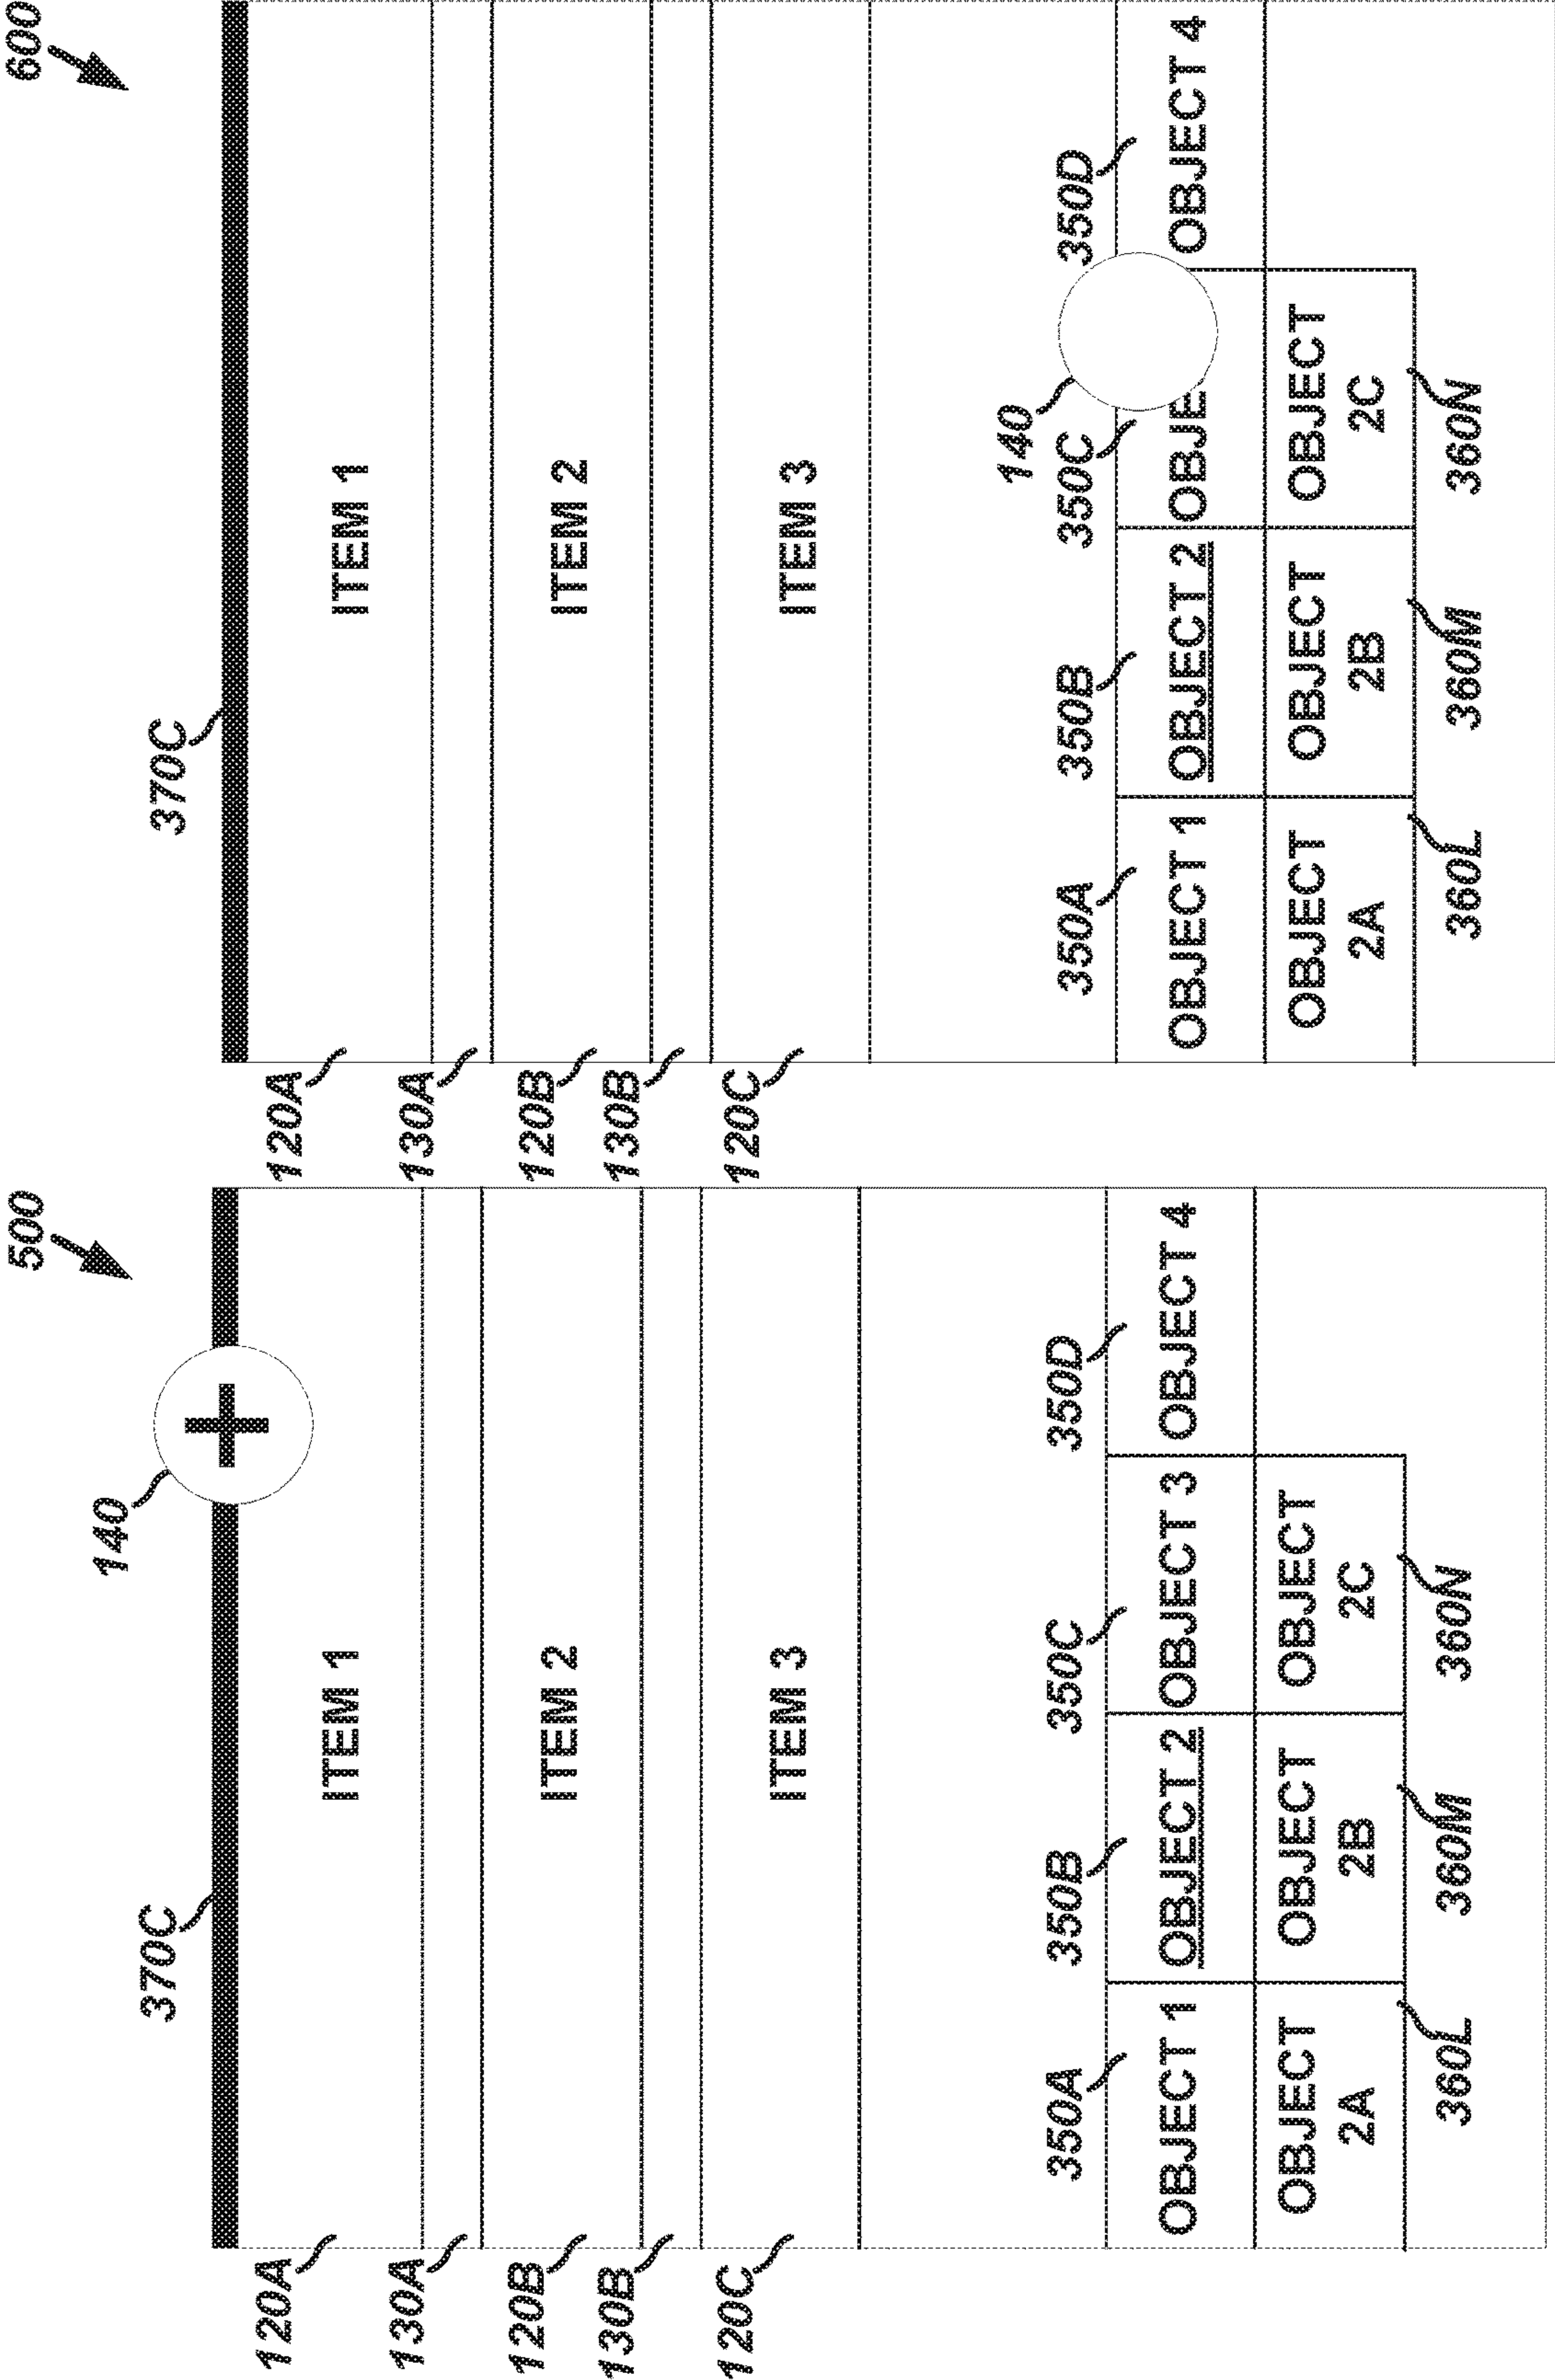 500
140
370C
120A
ITEM 1
130A
120B
ITEM 2
130B
120C
ITEM 3
350A
350B
350C
350D
OBJECT 1
OBJECT 2
OBJECT 3
OBJECT 4
OBJECT 2A
OBJECT 2B
OBJECT 2C
360L
360M
360N
600
370C
120A
ITEM 1
130A
120B
ITEM 2
130B
120C
ITEM 3
140
350A
350B
350C
350D
OBJECT 1
OBJECT 2
OBJE
OBJECT 4
OBJECT 2A
OBJECT 2B
OBJECT 2C
360L
360M
360N